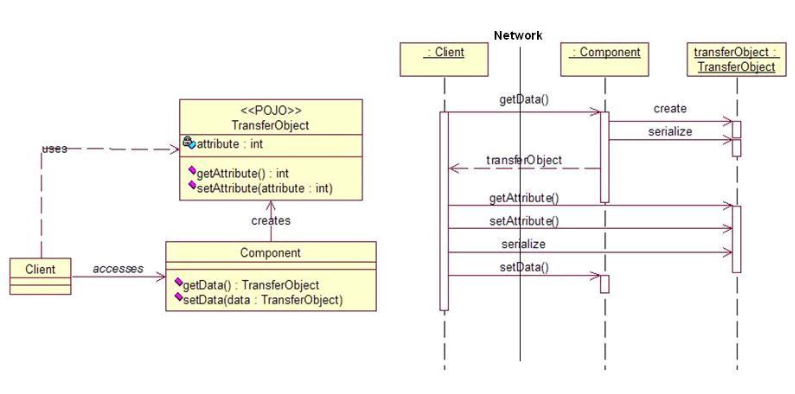 <<POJO>>
TransferObject
attribute : int
getAttribute() : int
setAttribute(attribute : int)
uses
creates
Client
accesses
Component
getData() : TransferObject
setData(data : TransferObject)
Network
: Client
: Component
transferObject :
TransferObject
getData()
create
serialize
transferObject
getAttribute()
setAttribute()
serialize
setData()